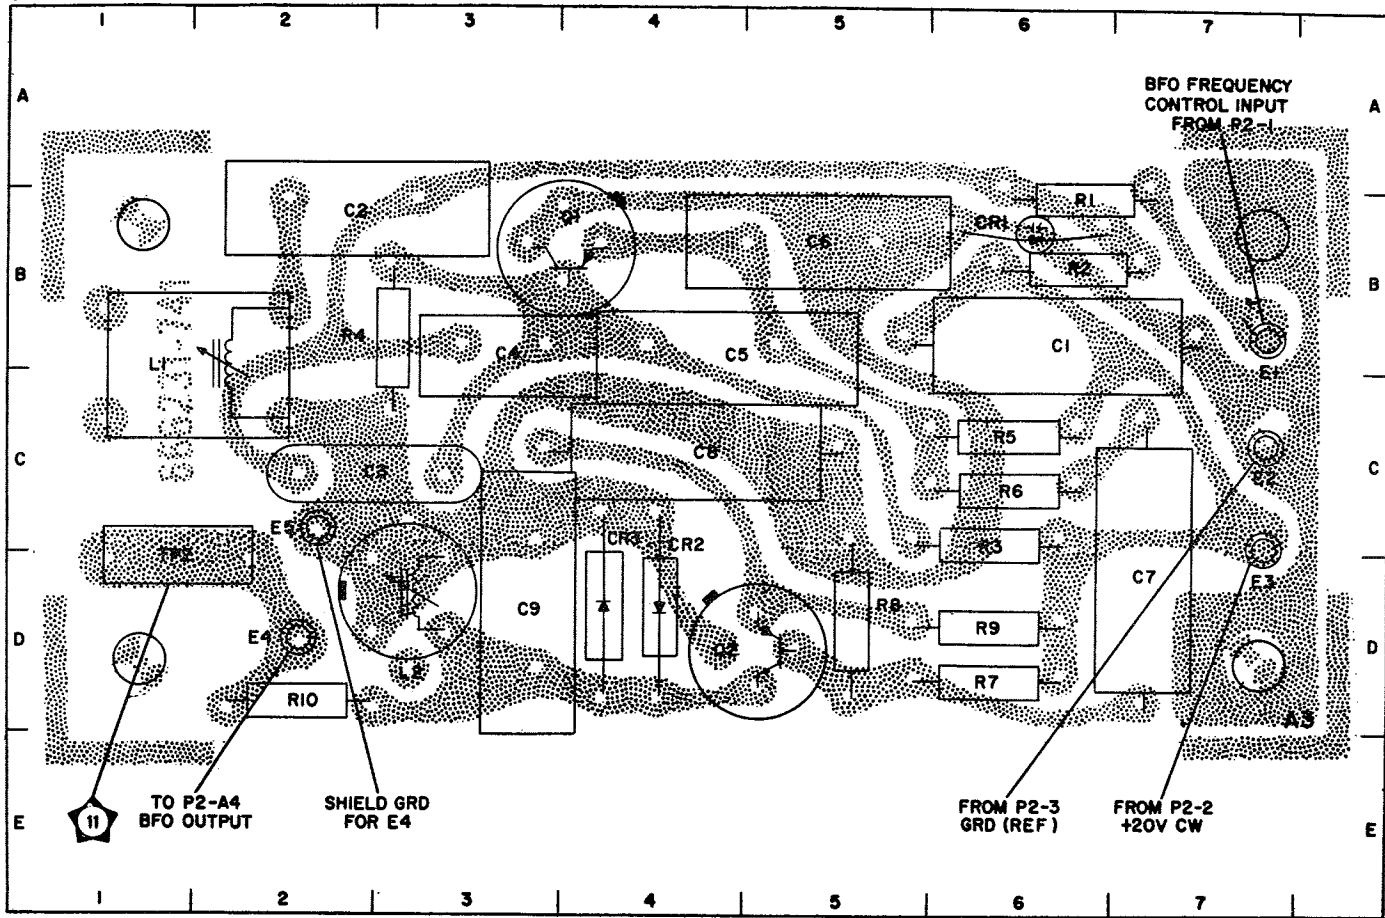 1 2 3 4 5 6 7
A A
BFO FREQUENCY
CONTROL INPUT
FROM P2-1
C2
Q1
C6
CR1
R1
R2
B B
L1
R4
C4
C5
C1
E1
C C
C3
C8
R5
R6
E2
E5
TP2
CR3
CR2
R3
E3
C9
R8
C7
D D
E4
L2
Q2
R9
R7
R10
A3
E E
11
TO P2-A4
BFO OUTPUT
SHIELD GRD
FOR E4
FROM P2-3
GRD (REF)
FROM P2-2
+20V CW
1 2 3 4 5 6 7